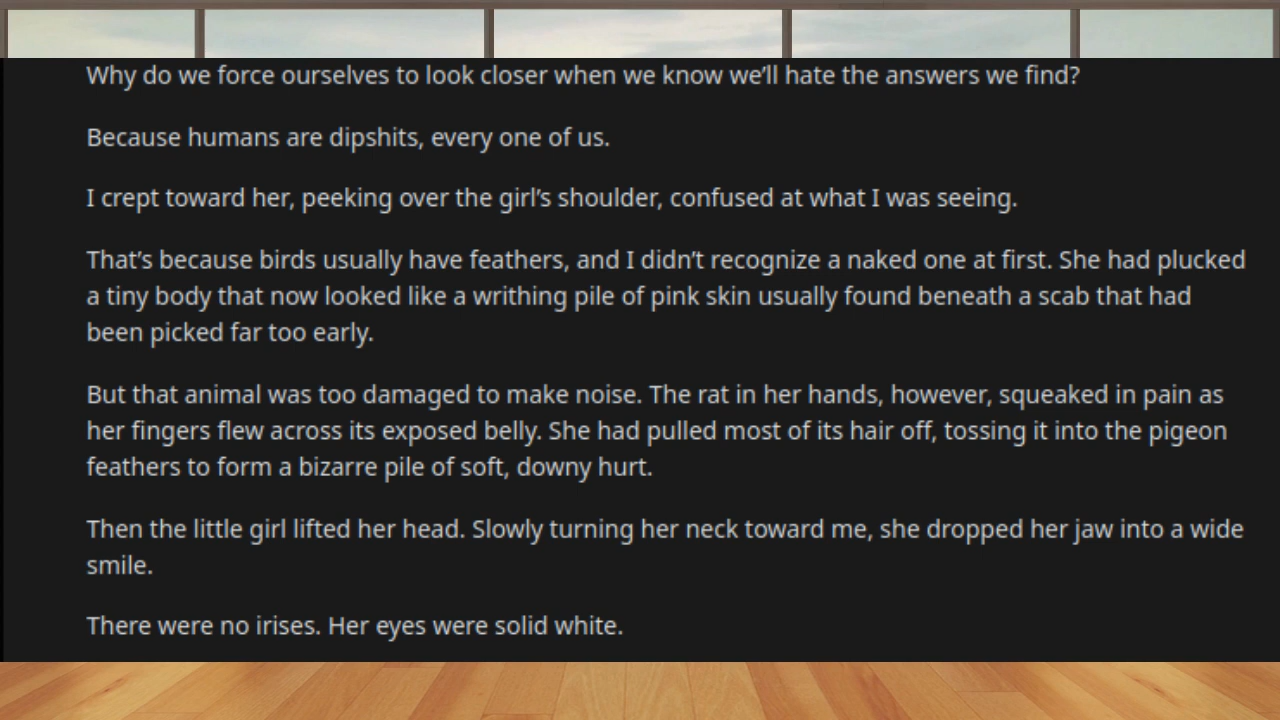 Why do we force ourselves to look closer when we know we’ll hate the answers we find?
Because humans are dipshits, every one of us.
I crept toward her, peeking over the girl’s shoulder, confused at what I was seeing.
That’s because birds usually have feathers, and I didn’t recognize a naked one at first. She had plucked
a tiny body that now looked like a writhing pile of pink skin usually found beneath a scab that had
been picked far too early.
But that animal was too damaged to make noise. The rat in her hands, however, squeaked in pain as
her fingers flew across its exposed belly. She had pulled most of its hair off, tossing it into the pigeon
feathers to form a bizarre pile of soft, downy hurt.
Then the little girl lifted her head. Slowly turning her neck toward me, she dropped her jaw into a wide
smile.
There were no irises. Her eyes were solid white.